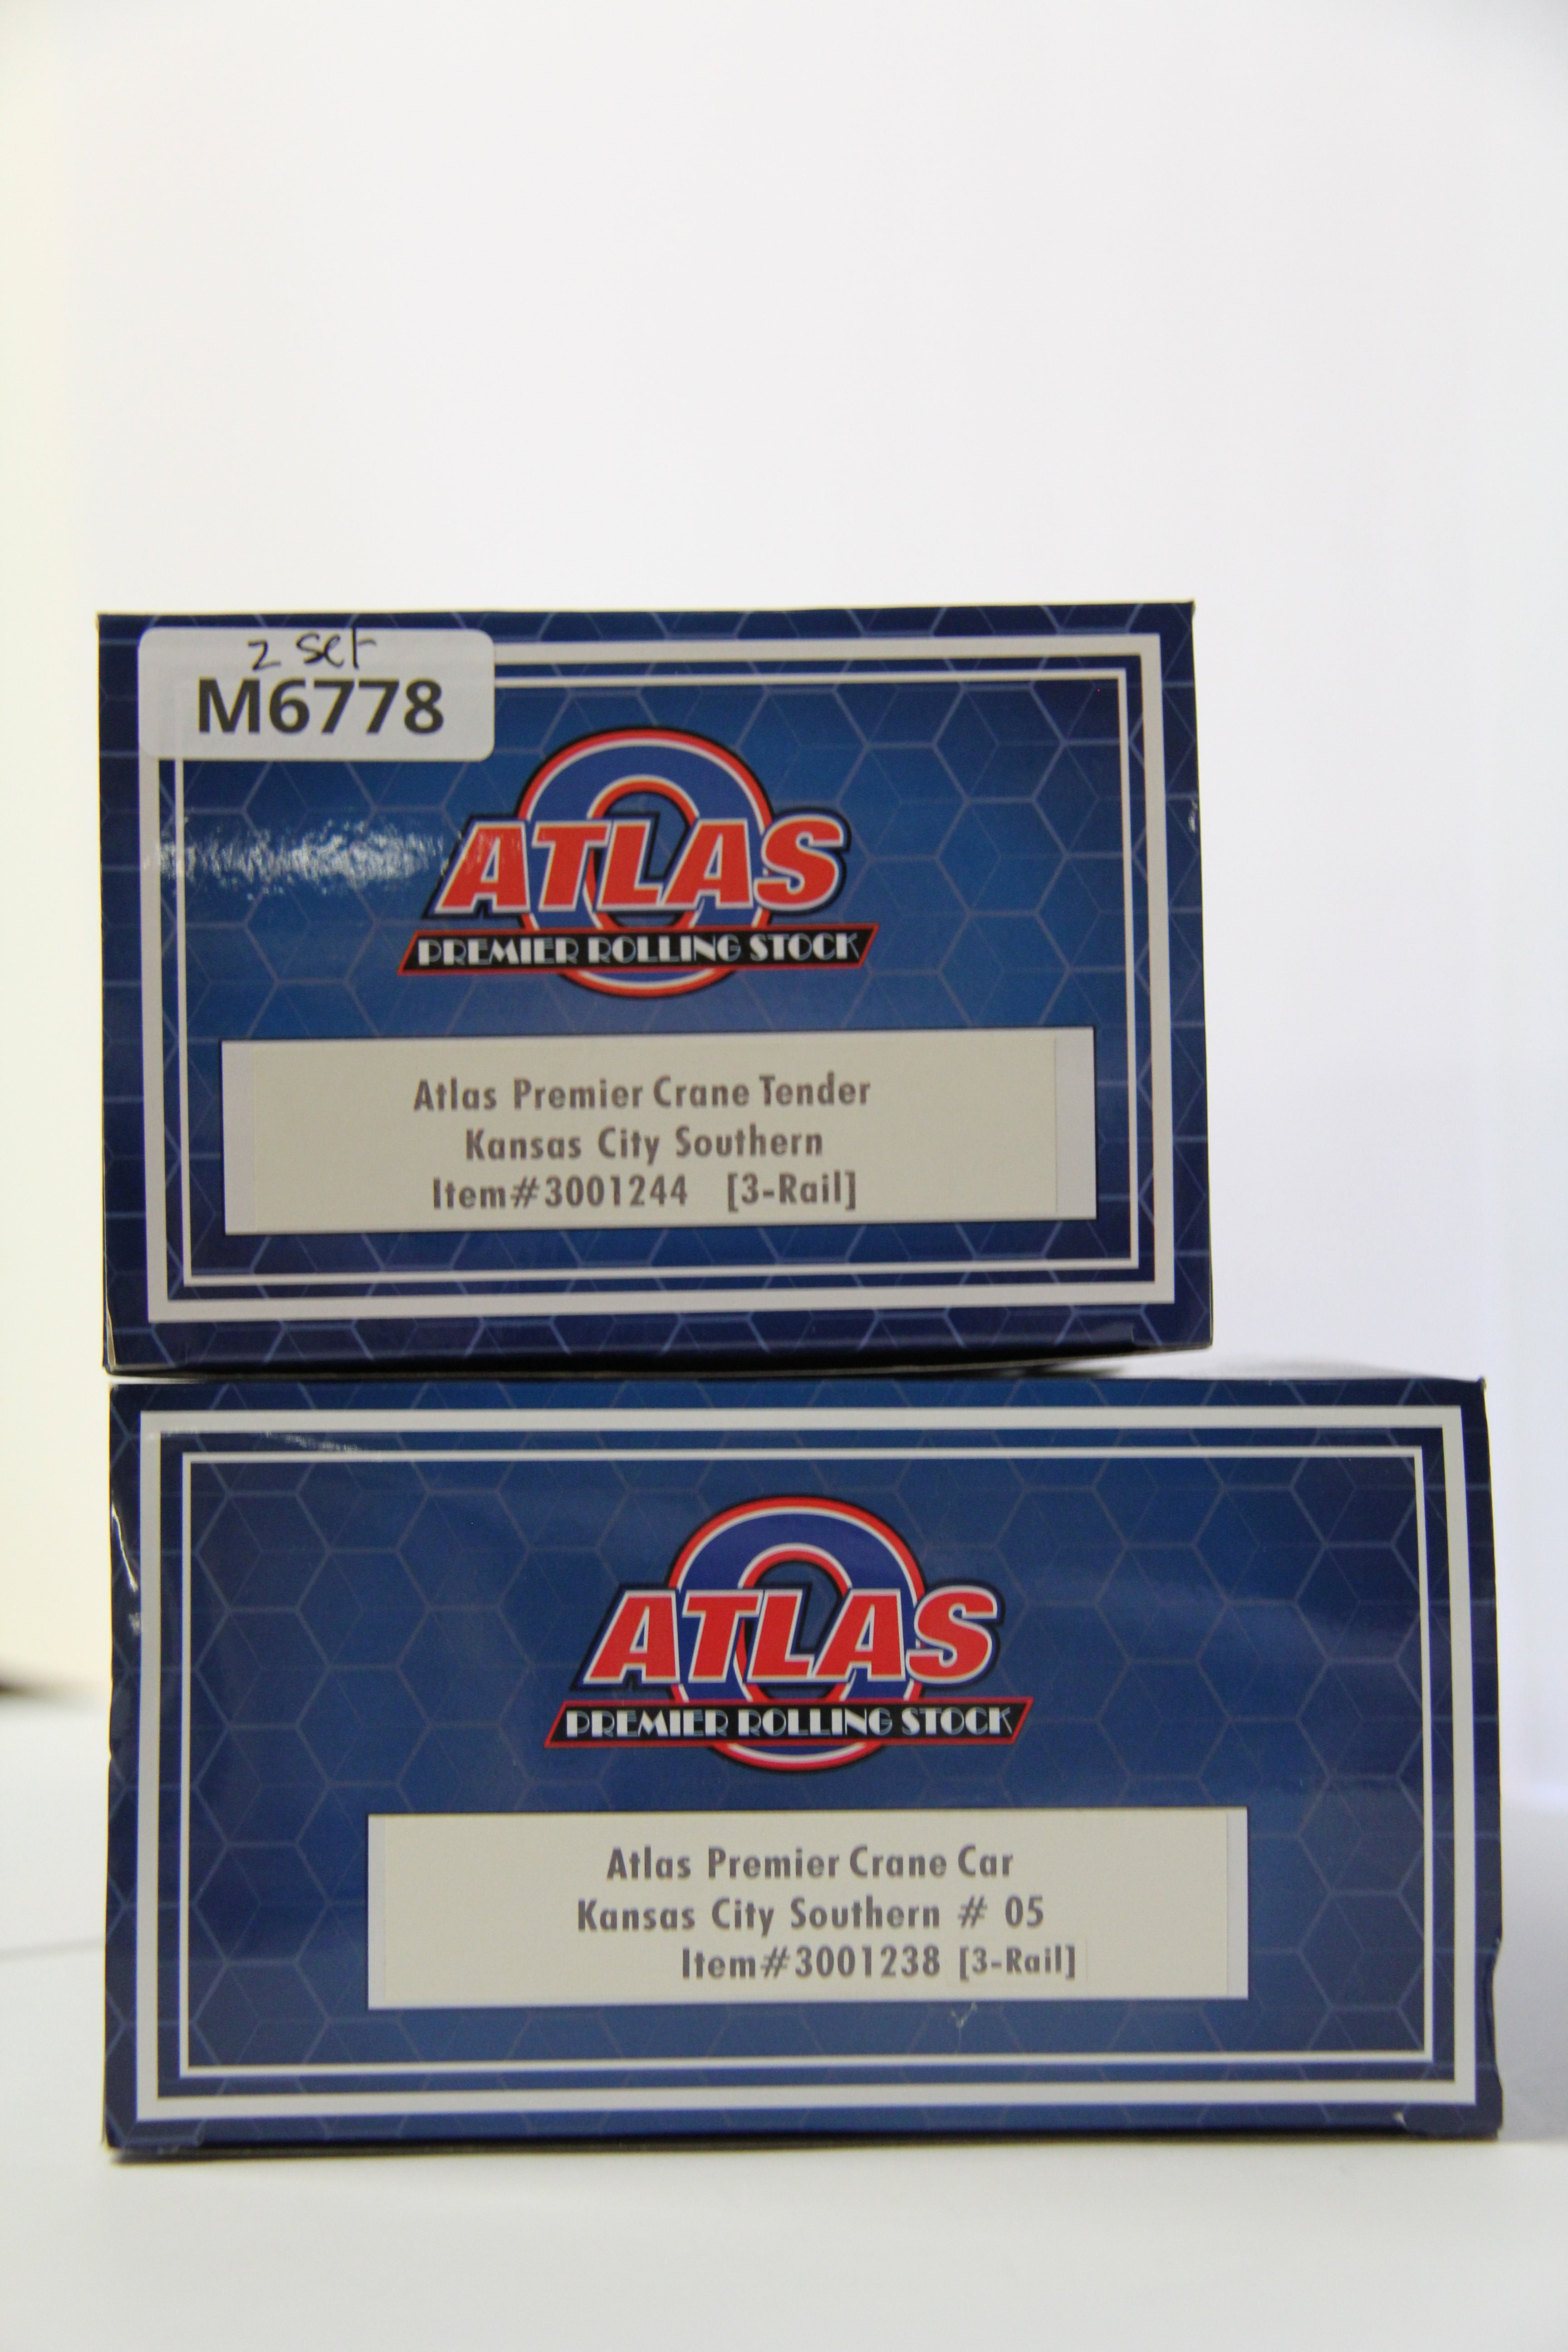 2 set
M6778
ATLAS
PREMIER ROLLING STOCK
Atlas Premier Crane Tender
Kansas City Southern
Item#3001244 [3-Rail]
ATLAS
PREMIER ROLLING STOCK
Atlas Premier Crane Car
Kansas City Southern # 05
Item#3001238 [3-Rail]